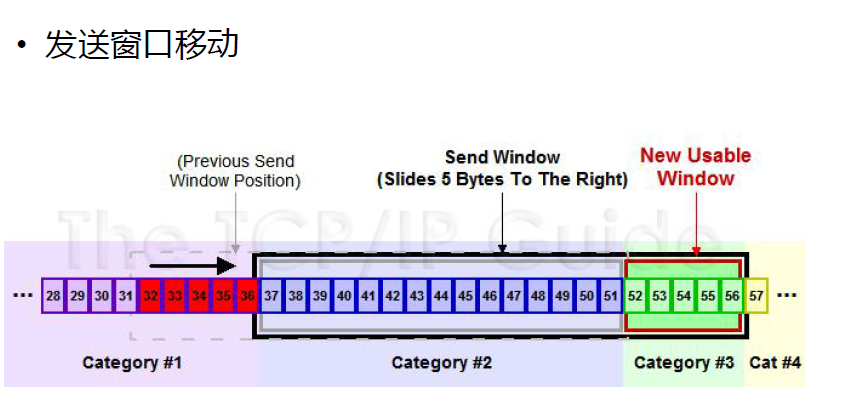 • 发送窗口移动
(Previous Send
Window Position)
Send Window
(Slides 5 Bytes To The Right)
New Usable
Window
The TCP/IP Guide
... 28 29 30 31 32 33 34 35 36 37 38 39 40 41 42 43 44 45 46 47 48 49 50 51 52 53 54 55 56 57 ...
Category #1 Category #2 Category #3 Cat #4